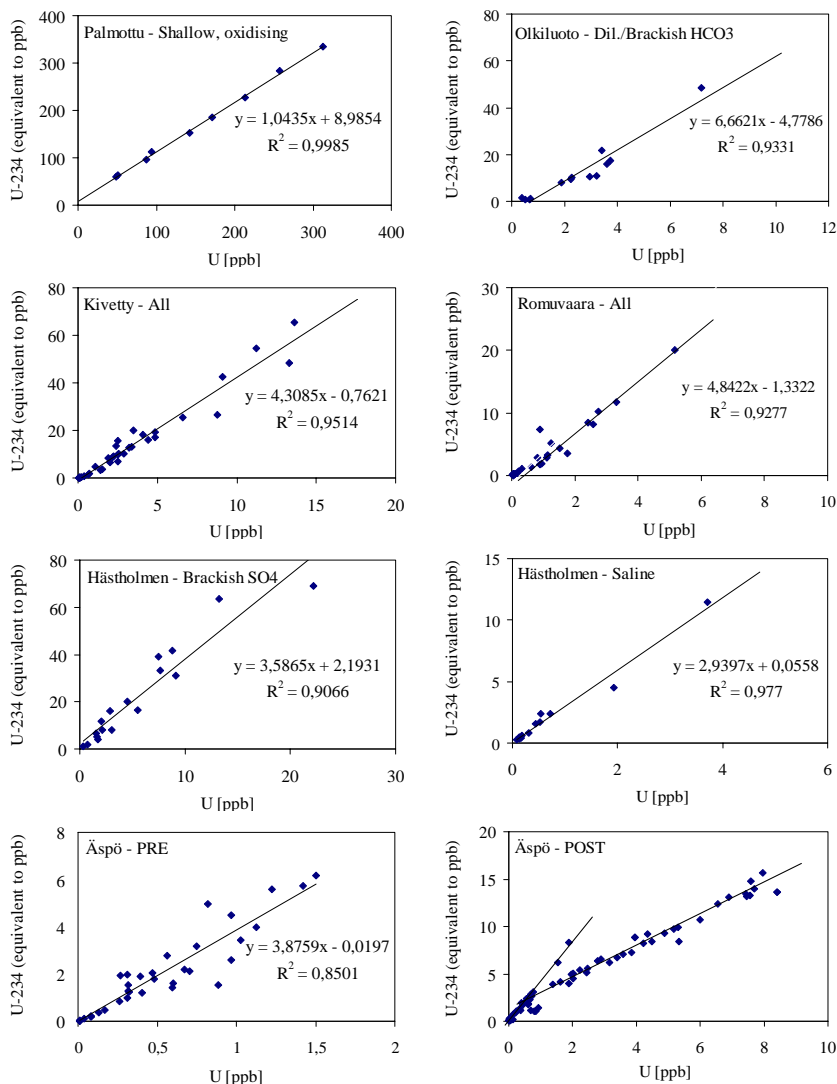 Palmottu - Shallow, oxidising
y = 1,0435x + 8,9854
R² = 0,9985
0
100
200
300
400
0
100
200
300
400
U [ppb]
U-234 (equivalent to ppb)
Olkiluoto - Dil./Brackish HCO3
y = 6,6621x - 4,7786
R² = 0,9331
0
20
40
60
80
0
2
4
6
8
10
12
U [ppb]
U-234 (equivalent to ppb)
Kivetty - All
y = 4,3085x - 0,7621
R² = 0,9514
0
20
40
60
80
0
5
10
15
20
U [ppb]
U-234 (equivalent to ppb)
Romuvaara - All
y = 4,8422x - 1,3322
R² = 0,9277
0
10
20
30
0
2
4
6
8
10
U [ppb]
U-234 (equivalent to ppb)
Hästholmen - Brackish SO4
y = 3,5865x + 2,1931
R² = 0,9066
0
20
40
60
80
0
10
20
30
U [ppb]
U-234 (equivalent to ppb)
Hästholmen - Saline
y = 2,9397x + 0,0558
R² = 0,977
0
5
10
15
0
2
4
6
U [ppb]
U-234 (equivalent to ppb)
Äspö - PRE
y = 3,8759x - 0,0197
R² = 0,8501
0
2
4
6
8
0
0,5
1
1,5
2
U [ppb]
U-234 (equivalent to ppb)
Äspö - POST
0
5
10
15
20
0
2
4
6
8
10
U [ppb]
U-234 (equivalent to ppb)